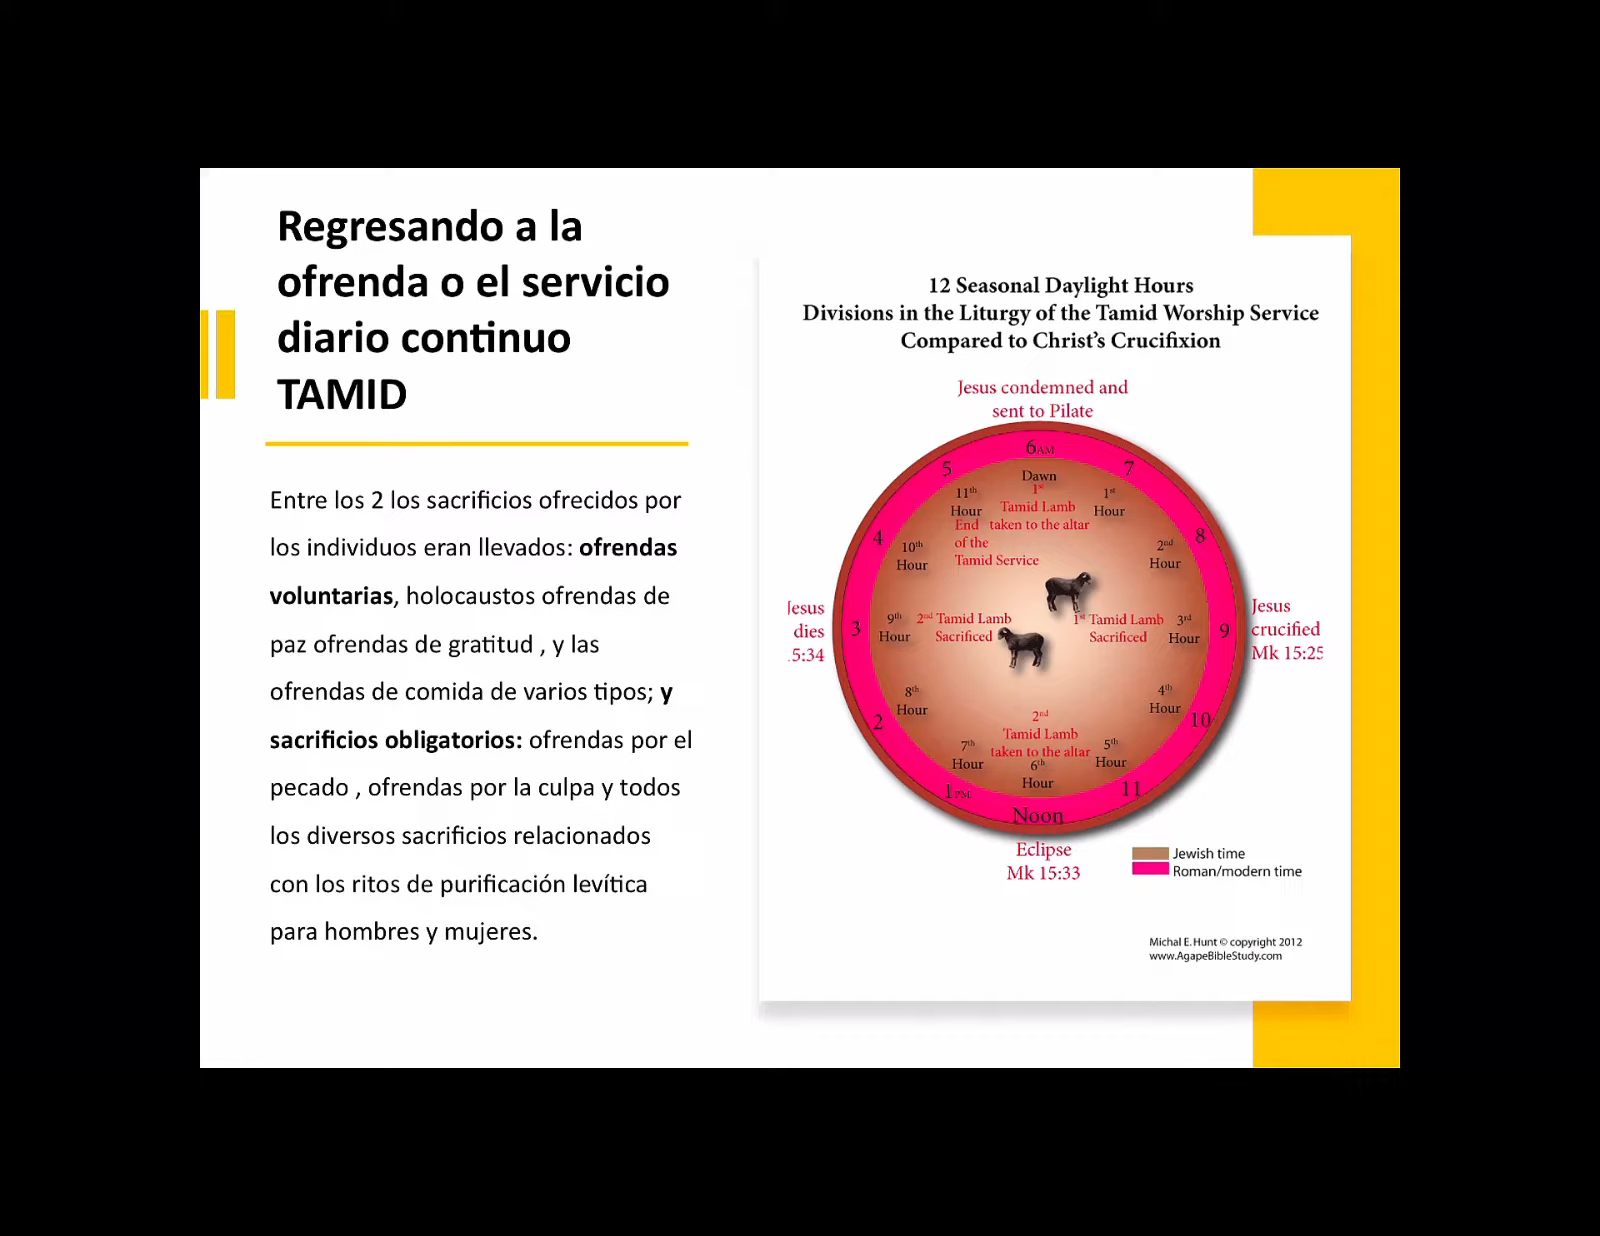 Regresando a la
ofrenda o el servicio
diario continuo
TAMID
Entre los 2 los sacrificios ofrecidos por
los individuos eran llevados: ofrendas
voluntarias, holocaustos ofrendas de
paz ofrendas de gratitud , y las
ofrendas de comida de varios tipos; y
sacrificios obligatorios: ofrendas por el
pecado , ofrendas por la culpa y todos
los diversos sacrificios relacionados
con los ritos de purificación levítica
para hombres y mujeres.
12 Seasonal Daylight Hours
Divisions in the Liturgy of the Tamid Worship Service
Compared to Christ's Crucifixion
Jesus condemned and
sent to Pilate
6AM
7
8
9
10
11
Noon
1PM
2
3
4
5
Dawn
1st
Tamid Lamb
taken to the altar
1st
Hour
2nd
Hour
3rd
Hour
1st Tamid Lamb
Sacrificed
4th
Hour
5th
Hour
2nd
Tamid Lamb
taken to the altar
6th
Hour
7th
Hour
8th
Hour
9th
Hour
2nd Tamid Lamb
Sacrificed
10th
Hour
11th
Hour
End
of the
Tamid Service
Jesus
crucified
Mk 15:25
Jesus
dies
5:34
Eclipse
Mk 15:33
Jewish time
Roman/modern time
Michal E. Hunt © copyright 2012
www.AgapeBibleStudy.com